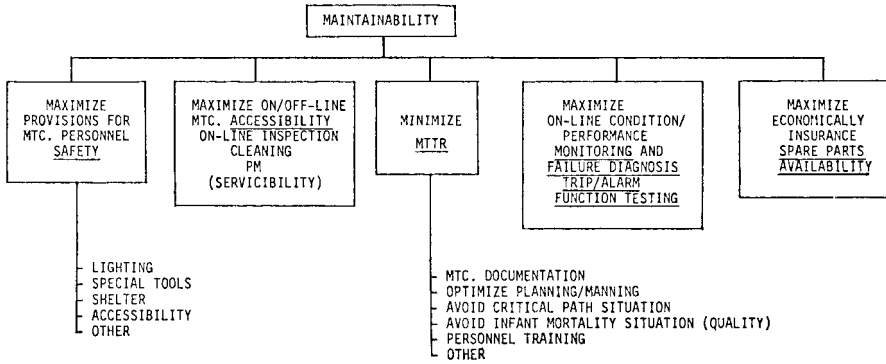 MAINTAINABILITY
MAXIMIZE
PROVISIONS FOR
MTC. PERSONNEL
SAFETY
MAXIMIZE ON/OFF-LINE
MTC. ACCESSIBILITY
ON-LINE INSPECTION
CLEANING
PM
(SERVICIBILITY)
MINIMIZE
MTTR
MAXIMIZE
ON-LINE CONDITION/
PERFORMANCE
MONITORING AND
FAILURE DIAGNOSIS
TRIP/ALARM
FUNCTION TESTING
MAXIMIZE
ECONOMICALLY
INSURANCE
SPARE PARTS
AVAILABILITY
LIGHTING
SPECIAL TOOLS
SHELTER
ACCESSIBILITY
OTHER
MTC. DOCUMENTATION
OPTIMIZE PLANNING/MANNING
AVOID CRITICAL PATH SITUATION
AVOID INFANT MORTALITY SITUATION (QUALITY)
PERSONNEL TRAINING
OTHER